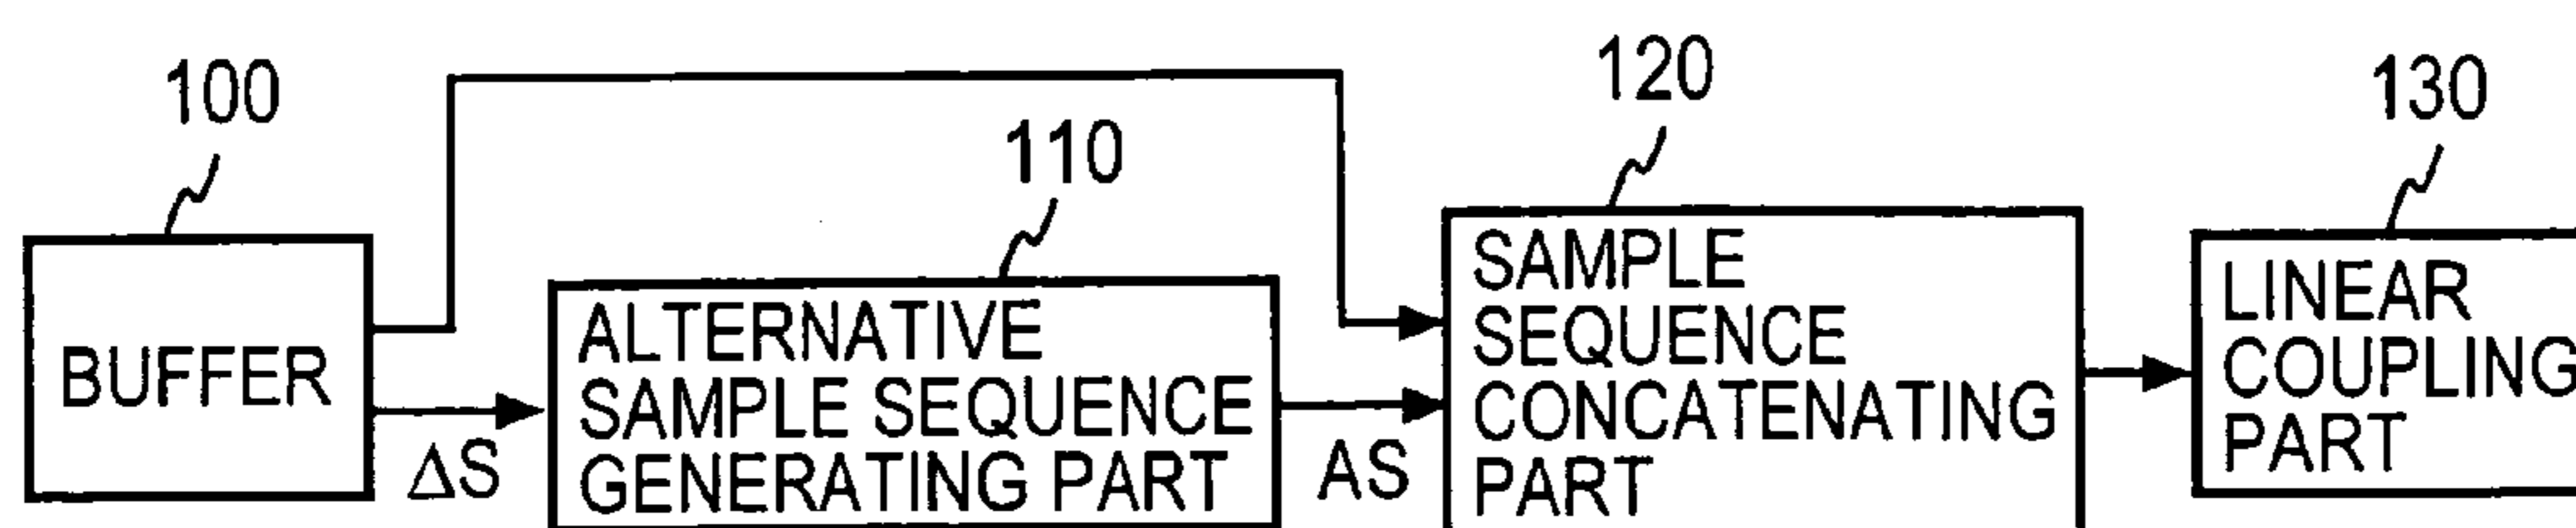 100
BUFFER
ΔS
110
ALTERNATIVE
SAMPLE SEQUENCE
GENERATING PART
AS
120
SAMPLE
SEQUENCE
CONCATENATING
PART
130
LINEAR
COUPLING
PART